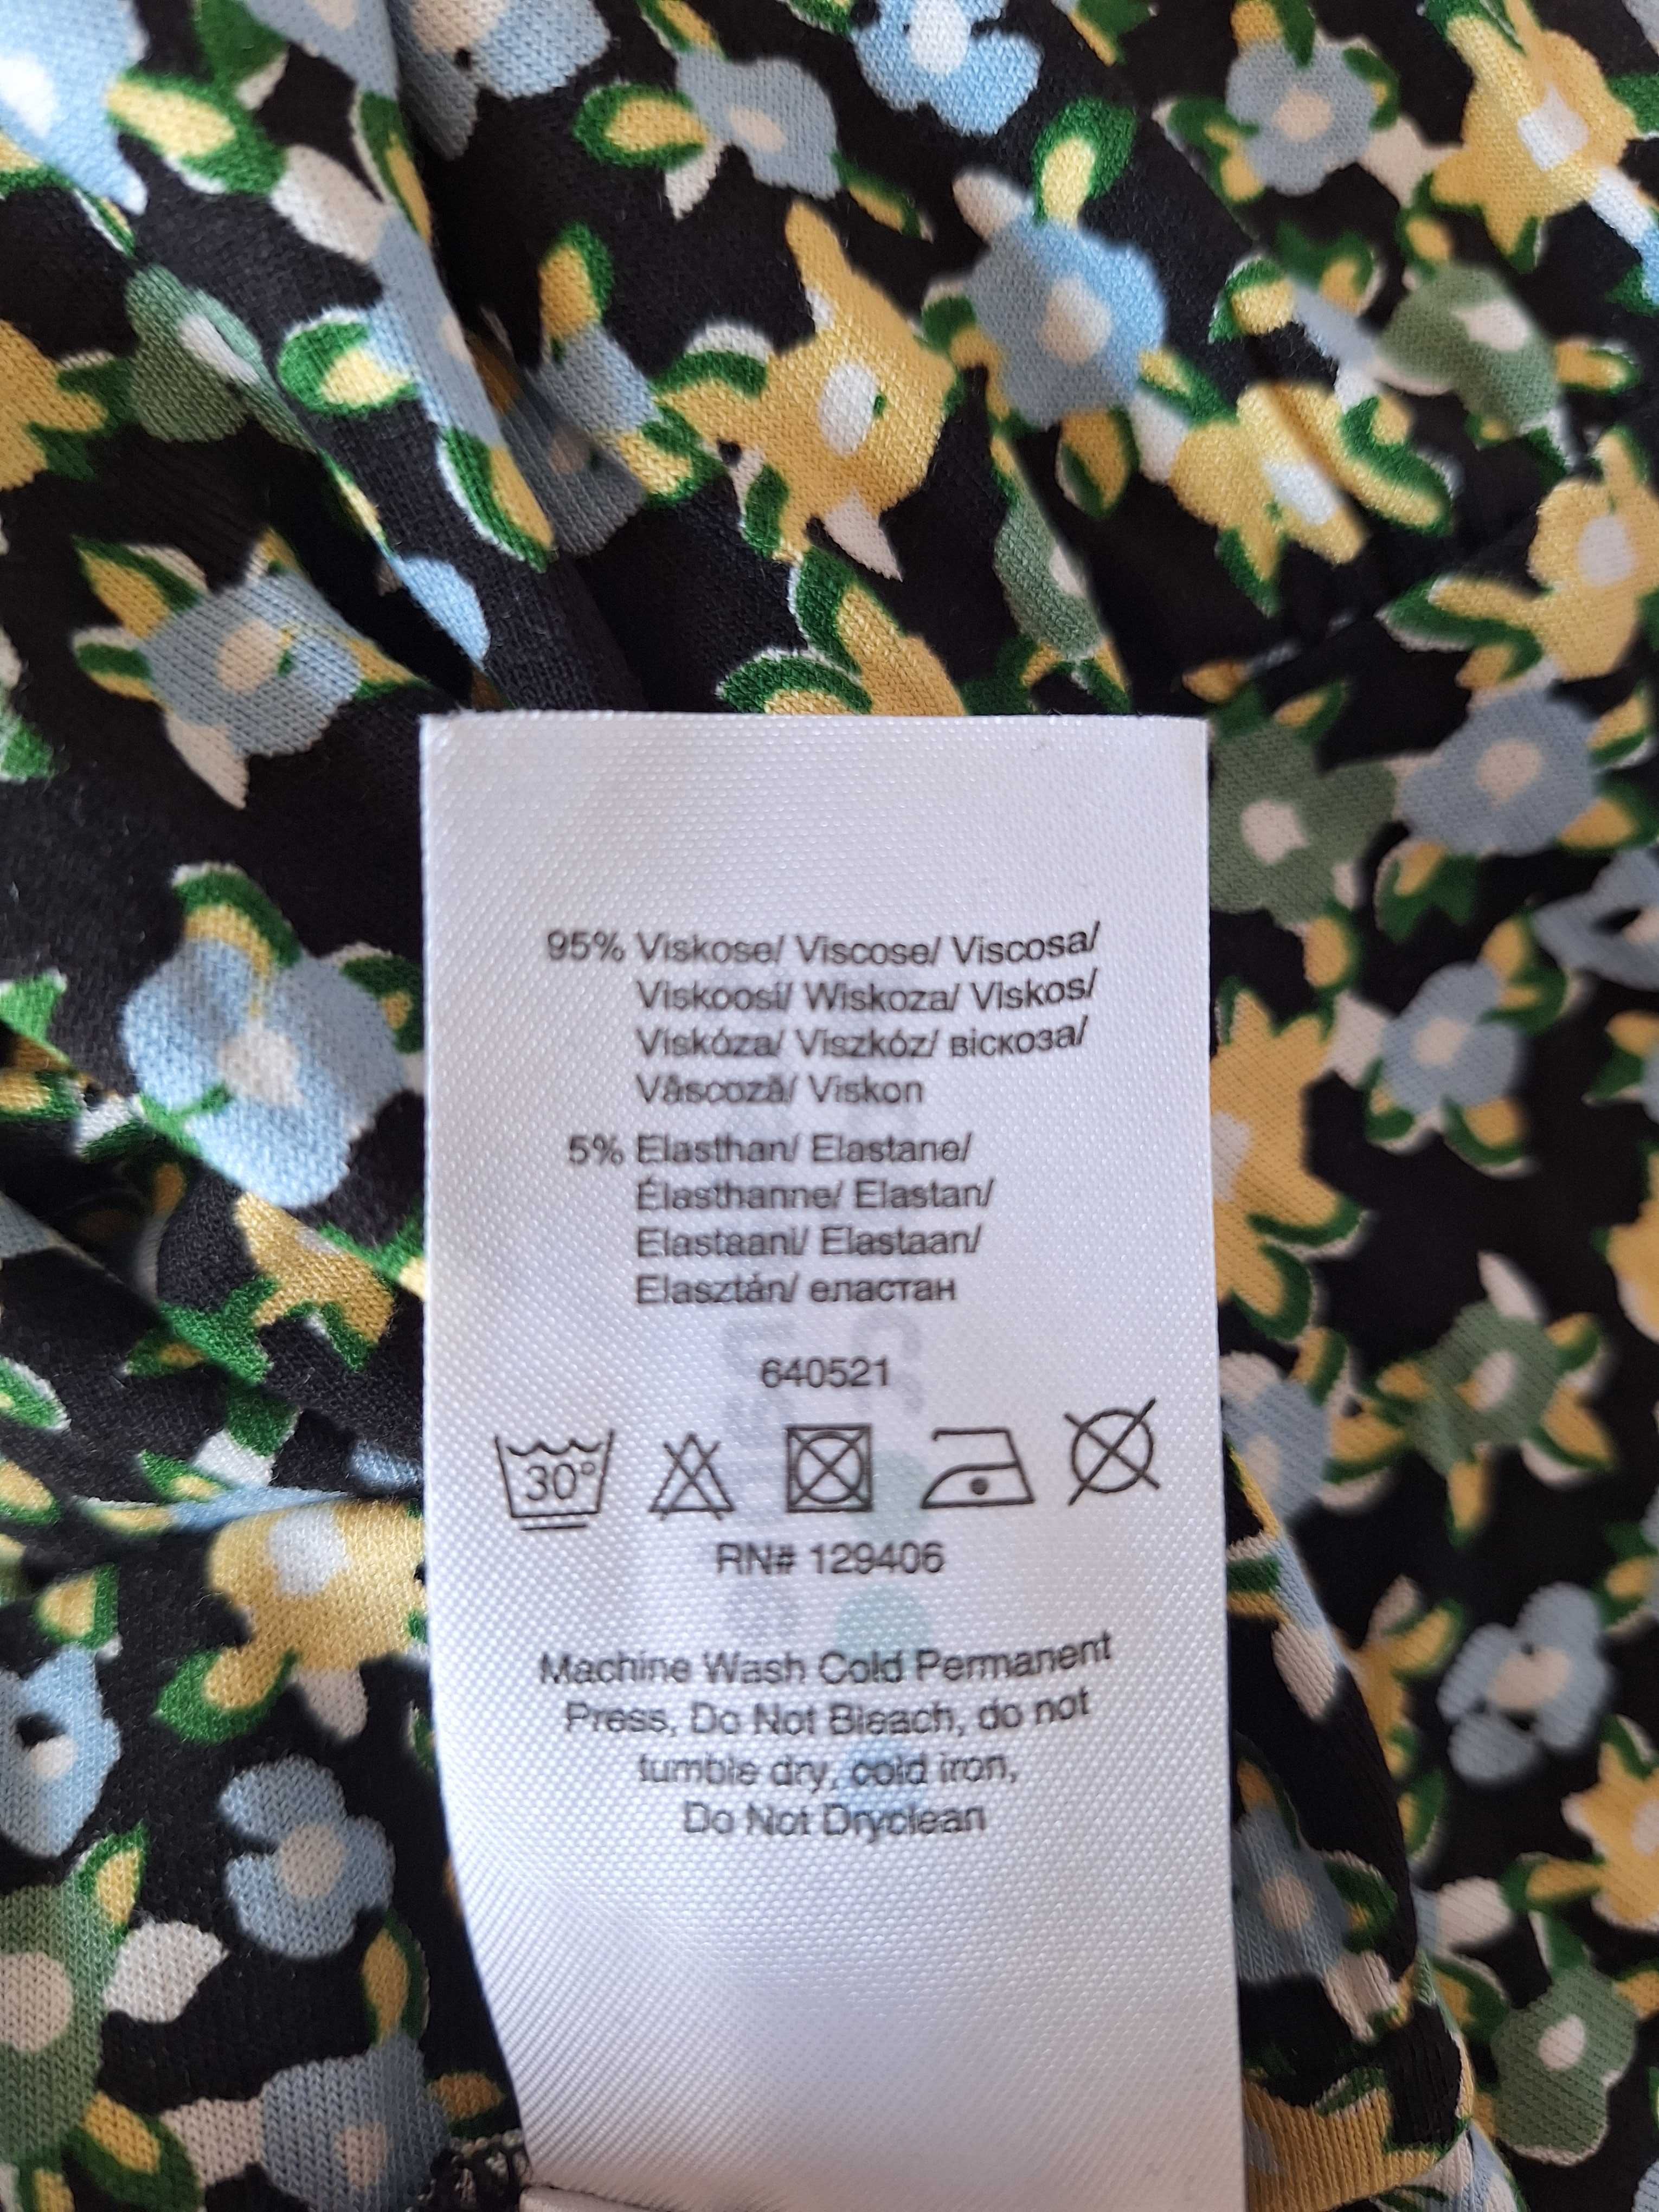 95% Viskose/ Viscose/ Viscosa/
Viskoosi/ Wiskoza/ Viskos/
Viskóza/ Viszkóz/ віскоза/
Vâscoză/ Viskon
5% Elasthan/ Elastane/
Élasthanne/ Elastan/
Elastaani/ Elastaan/
Elasztán/ еластан
640521
30°
RN# 129406
Machine Wash Cold Permanent
Press, Do Not Bleach, do not
tumble dry, cold iron,
Do Not Dryclean